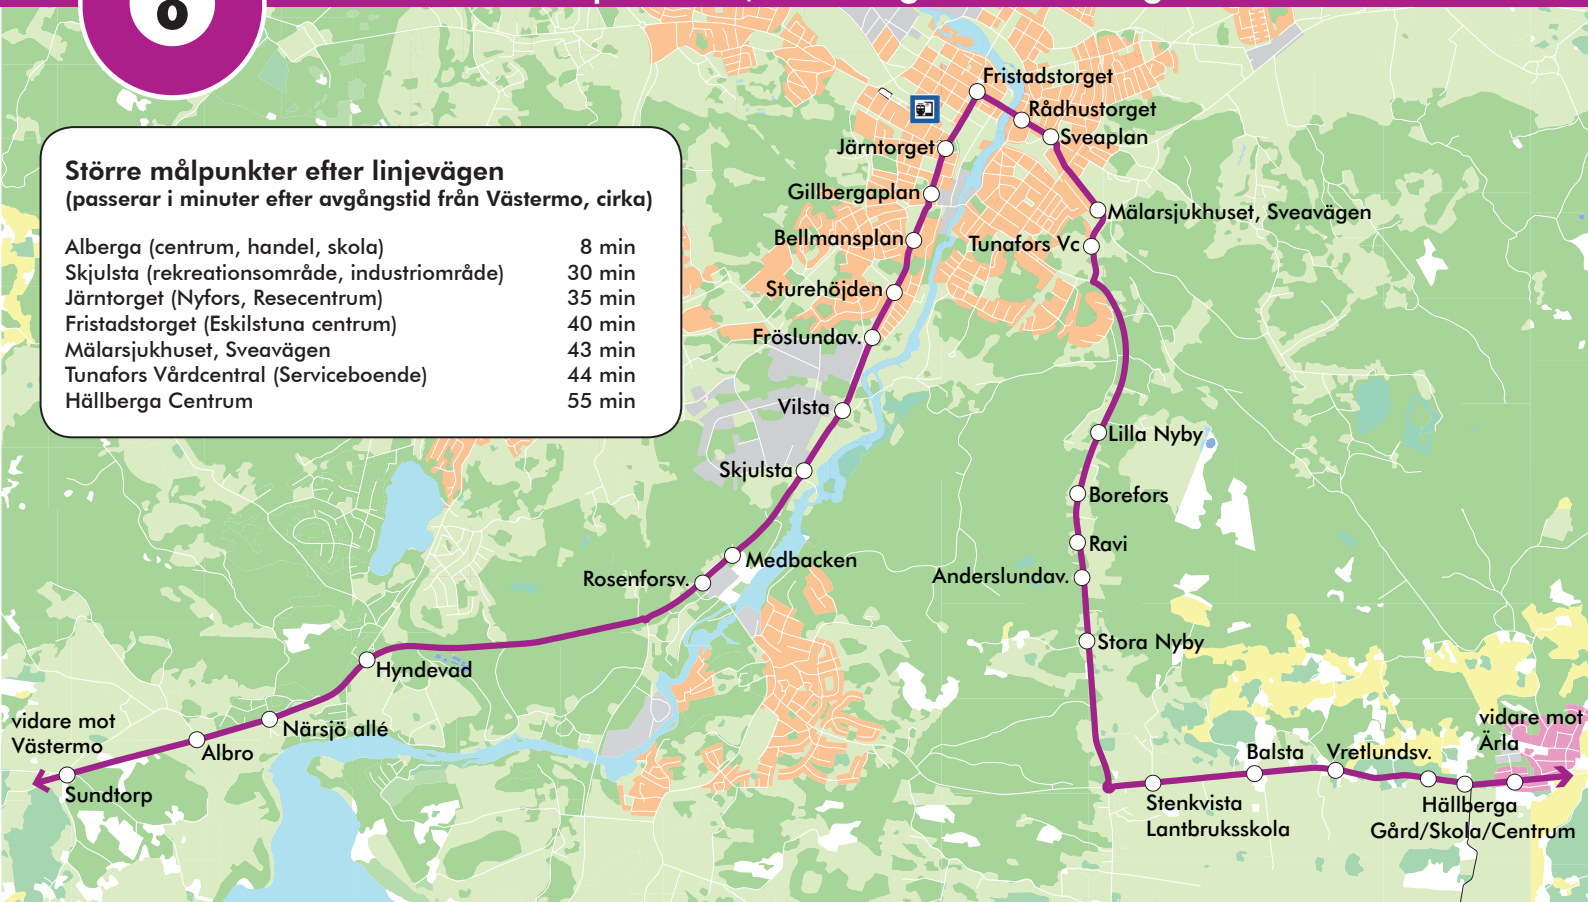 Större målpunkter efter linjevägen
(passerar i minuter efter avgångstid från Västermo, cirka)
Alberga (centrum, handel, skola) 8 min
Skjulsta (rekreationsområde, industriområde) 30 min
Järntorget (Nyfors, Resecentrum) 35 min
Fristadstorget (Eskilstuna centrum) 40 min
Mälarsjukhuset, Sveavägen 43 min
Tunafors Vårdcentral (Serviceboende) 44 min
Hällberga Centrum 55 min
Fristadstorget
Rådhustorget
Sveaplan
Järntorget
Gillbergaplan
Mälarsjukhuset, Sveavägen
Bellmansplan
Tunafors Vc
Sturehöjden
Fröslundav.
Vilsta
Lilla Nyby
Skjulsta
Borefors
Ravi
Medbacken
Rosenforsv.
Anderslundav.
Stora Nyby
Hyndevad
Närsjö allé
Albro
vidare mot
Västermo
Sundtorp
vidare mot
Ärla
Balsta
Vretlundsv.
Stenkvista
Lantbruksskola
Hällberga
Gård/Skola/Centrum